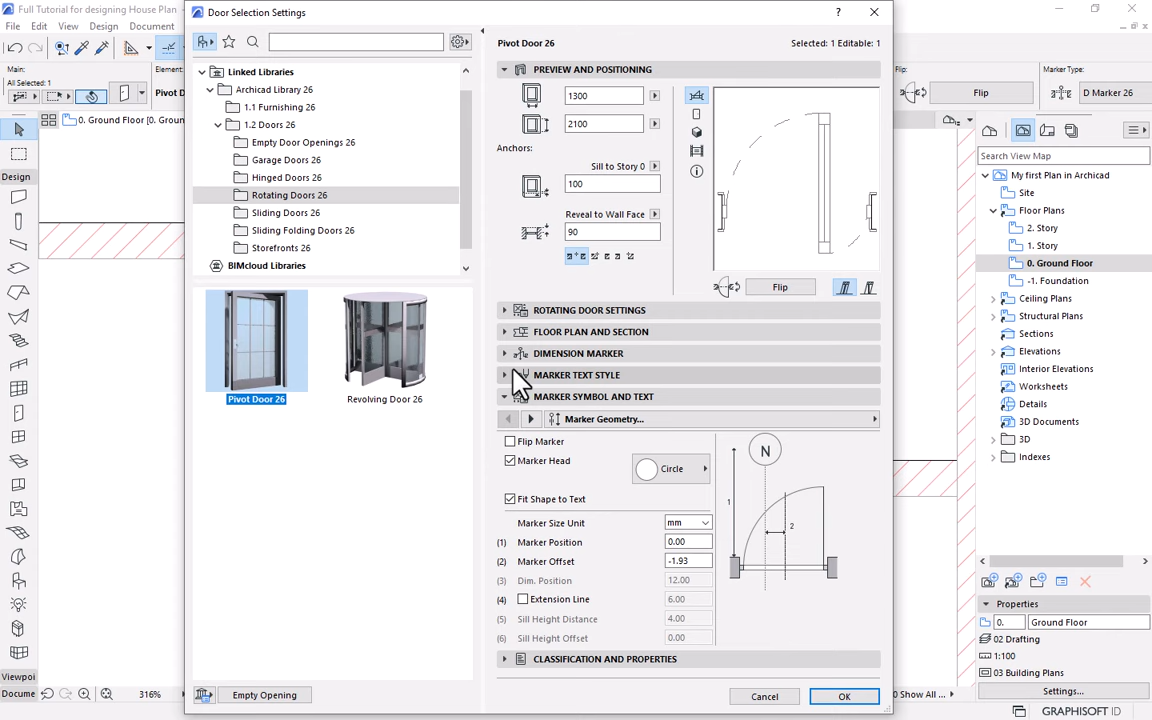 Full Tutorial for designing House Plan
File Edit View Design Document
Main:
All Selected: 1
Element:
Pivot D
0. Ground Floor [0. Groun
Design
Viewpoi
Docume
316%
Door Selection Settings
?
Linked Libraries
Archicad Library 26
1.1 Furnishing 26
1.2 Doors 26
Empty Door Openings 26
Garage Doors 26
Hinged Doors 26
Rotating Doors 26
Sliding Doors 26
Sliding Folding Doors 26
Storefronts 26
BIMcloud Libraries
Pivot Door 26
Revolving Door 26
Empty Opening
Pivot Door 26
Selected: 1 Editable: 1
PREVIEW AND POSITIONING
1300
2100
Anchors:
Sill to Story 0
100
Reveal to Wall Face
90
Flip
ROTATING DOOR SETTINGS
FLOOR PLAN AND SECTION
DIMENSION MARKER
MARKER TEXT STYLE
MARKER SYMBOL AND TEXT
Marker Geometry...
Flip Marker
Marker Head
Circle
Fit Shape to Text
Marker Size Unit mm
(1) Marker Position 0.00
(2) Marker Offset -1.93
(3) Dim. Position 12.00
(4) Extension Line 6.00
(5) Sill Height Distance 4.00
(6) Sill Height Offset 0.00
N
1
2
CLASSIFICATION AND PROPERTIES
Cancel
OK
Flip:
Flip
Marker Type:
D Marker 26
Search View Map
My first Plan in Archicad
Site
Floor Plans
2. Story
1. Story
0. Ground Floor
-1. Foundation
Ceiling Plans
Structural Plans
Sections
Elevations
Interior Elevations
Worksheets
Details
3D Documents
3D
Indexes
Properties
0. Ground Floor
02 Drafting
1:100
03 Building Plans
Settings...
0 Show All ...
GRAPHISOFT ID